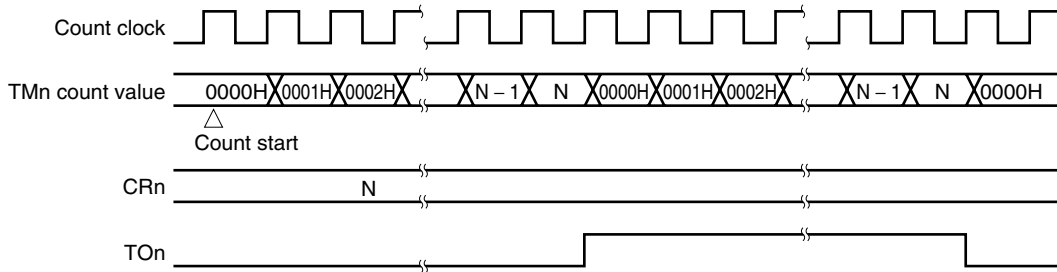 Count clock
TMn count value 0000H 0001H 0002H N – 1 N 0000H 0001H 0002H N – 1 N 0000H
Count start
CRn N
TOn